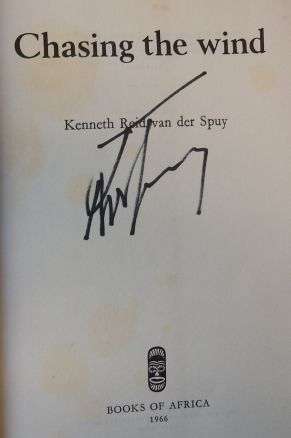 Chasing the wind
Kenneth Reid van der Spuy
BOOKS OF AFRICA
1966